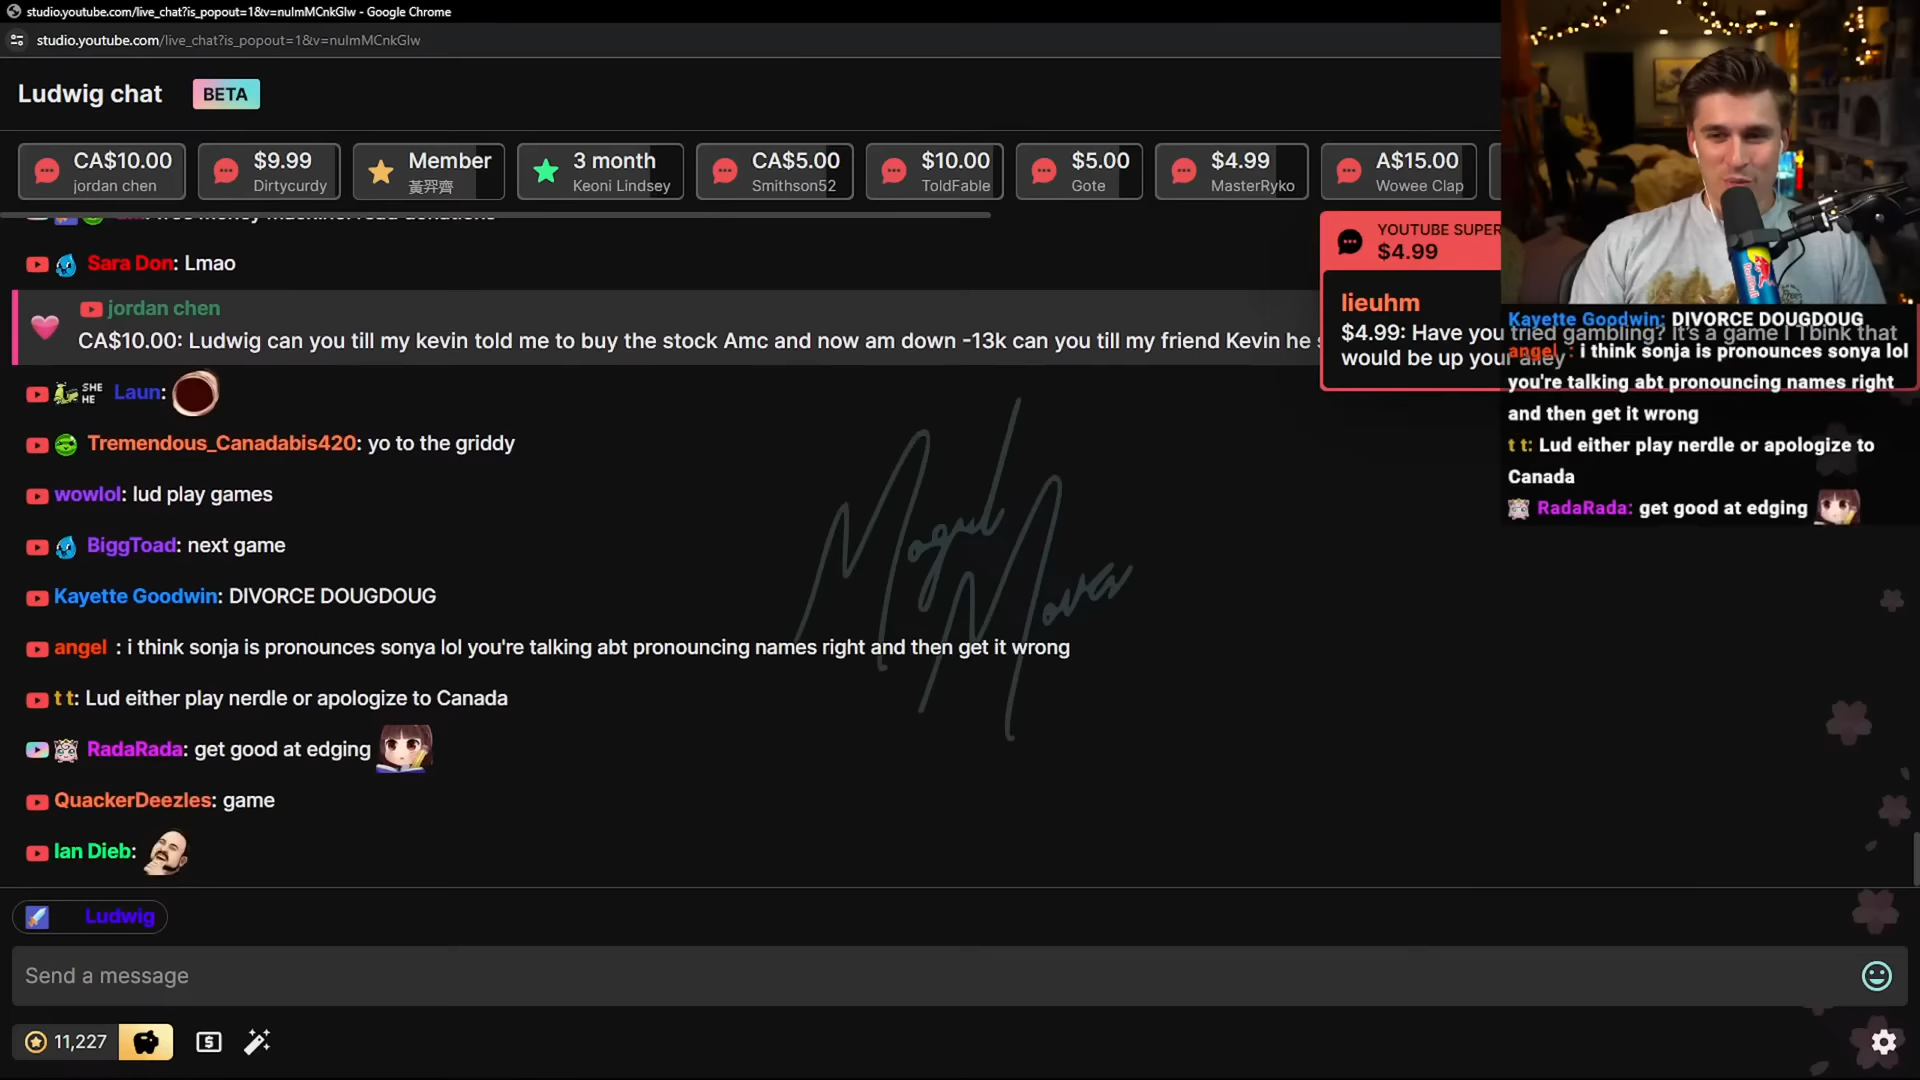 studio.youtube.com/live_chat?is_popout=1&v=nuImMCnkGlw - Google Chrome
studio.youtube.com/live_chat?is_popout=1&v=nuImMCnkGlw
Ludwig chat BETA
CA$10.00 jordan chen
$9.99 Dirtycurdy
Member 黃羿齊
3 month Keoni Lindsey
CA$5.00 Smithson52
$10.00 ToldFable
$5.00 Gote
$4.99 MasterRyko
A$15.00 Wowee Clap
Sara Don: Lmao
jordan chen
CA$10.00: Ludwig can you till my kevin told me to buy the stock Amc and now am down -13k can you till my friend Kevin he s
SHE HE Laun:
Tremendous_Canadabis420: yo to the griddy
wowlol: lud play games
BiggToad: next game
Kayette Goodwin: DIVORCE DOUGDOUG
angel : i think sonja is pronounces sonya lol you're talking abt pronouncing names right and then get it wrong
t t: Lud either play nerdle or apologize to Canada
RadaRada: get good at edging
QuackerDeezles: game
Ian Dieb:
Mogul
Moves
Ludwig
Send a message
11,227
YOUTUBE SUPER
$4.99
lieuhm
$4.99: Have you tried gambling? It's a game I Tbink that
would be up your alley
Kayette Goodwin: DIVORCE DOUGDOUG
angel : i think sonja is pronounces sonya lol
you're talking abt pronouncing names right
and then get it wrong
t t: Lud either play nerdle or apologize to
Canada
RadaRada: get good at edging